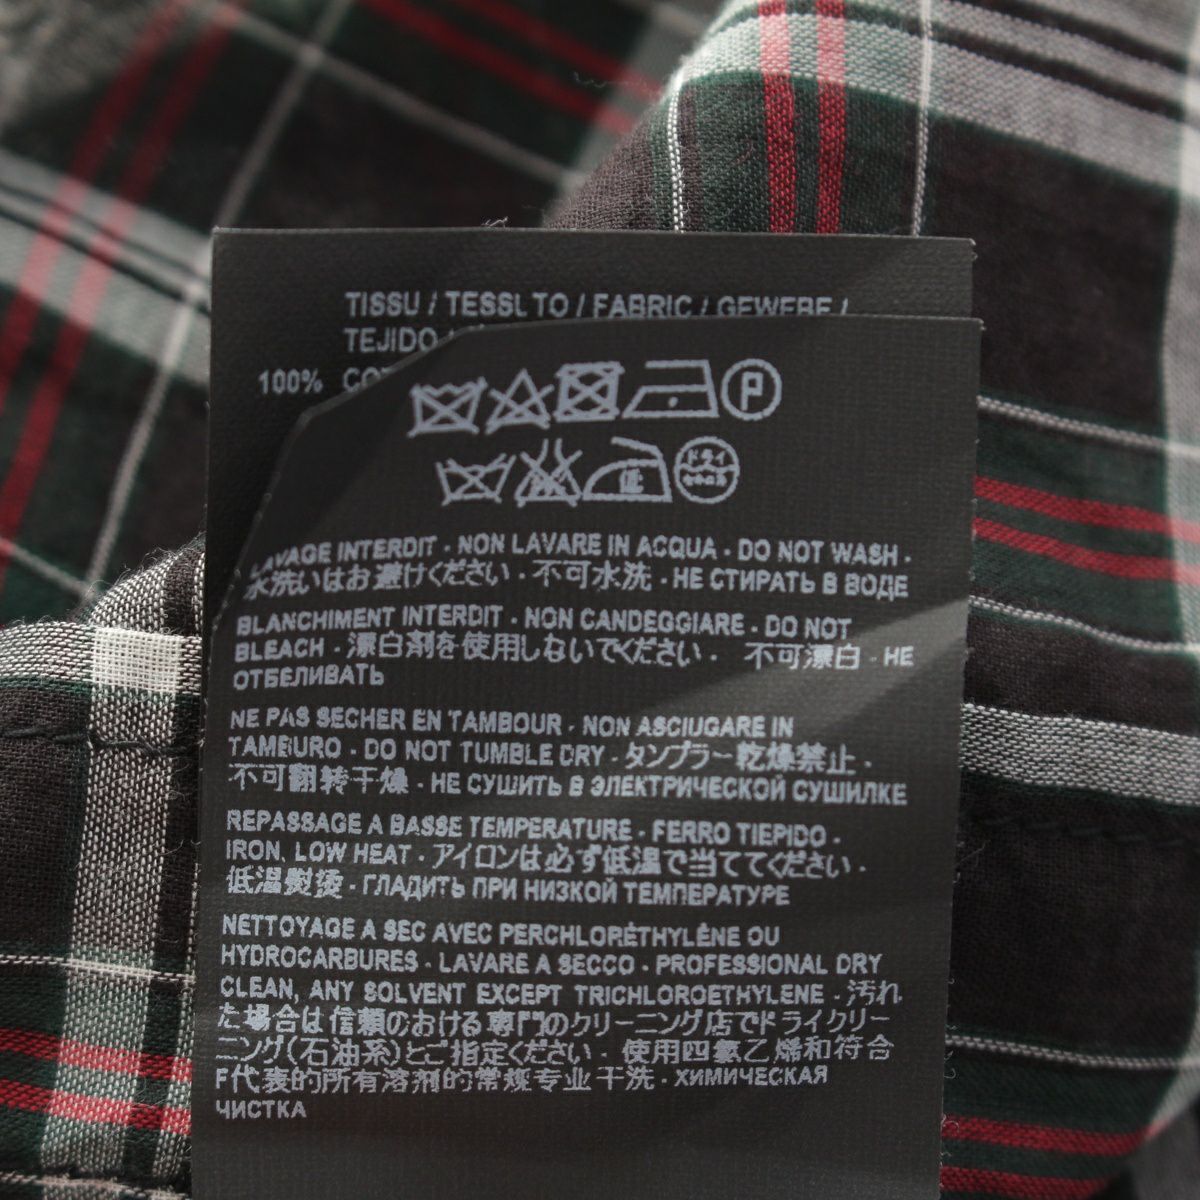 TISSU / TESSUTO / FABRIC / GEWEBE /
TEJIDO
100%
P
低
ドライ
LAVAGE INTERDIT - NON LAVARE IN ACQUA - DO NOT WASH -
水洗いはお避けください - 不可水洗 - НЕ СТИРАТЬ В ВОДЕ
BLANCHIMENT INTERDIT - NON CANDEGGIARE - DO NOT
BLEACH - 漂白剤を使用しないでください - 不可漂白 - НЕ
ОТБЕЛИВАТЬ
NE PAS SECHER EN TAMBOUR - NON ASCIUGARE IN
TAMBURO - DO NOT TUMBLE DRY - タンブラー乾燥禁止 -
不可翻转干燥 - НЕ СУШИТЬ В ЭЛЕКТРИЧЕСКОЙ СУШИЛКЕ
REPASSAGE A BASSE TEMPERATURE - FERRO TIEPIDO -
IRON, LOW HEAT - アイロンは必ず低温で当ててください -
低温熨烫 - ГЛАДИТЬ ПРИ НИЗКОЙ ТЕМПЕРАТУРЕ
NETTOYAGE A SEC AVEC PERCHLORÉTHYLÈNE OU
HYDROCARBURES - LAVARE A SECCO - PROFESSIONAL DRY
CLEAN, ANY SOLVENT EXCEPT TRICHLOROETHYLENE - 汚れ
た場合は信頼のおける専門のクリーニング店でドライクリー
ニング(石油系)とご指定ください - 使用四氯乙烯和符合
F代表的所有溶剂的常规专业干洗 - ХИМИЧЕСКАЯ
ЧИСТКА